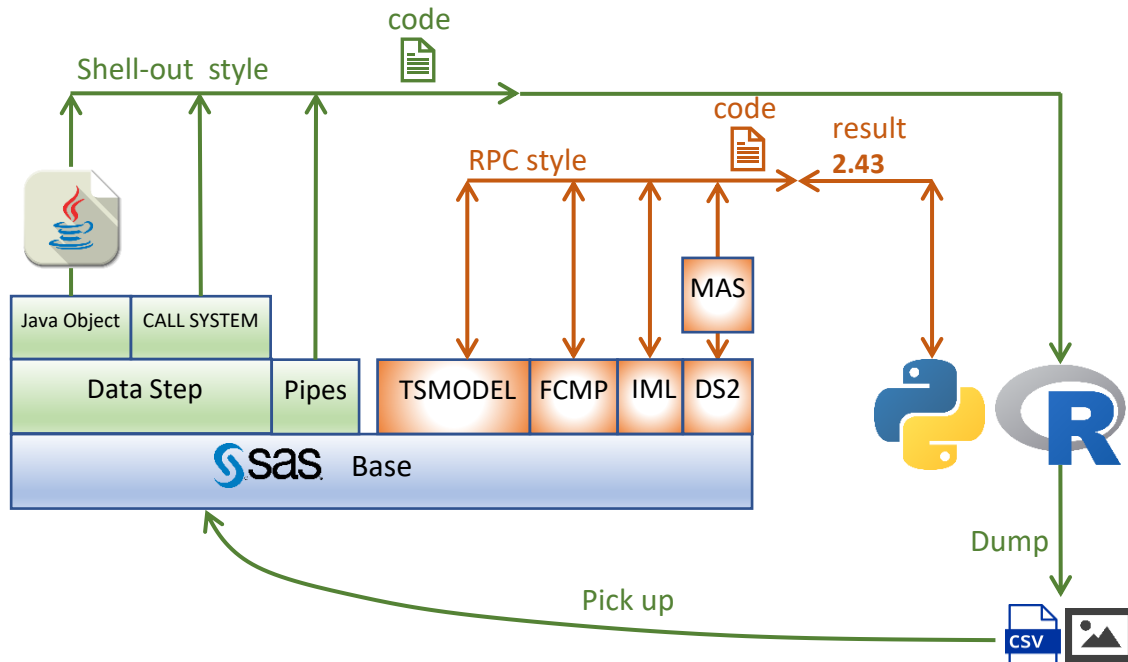 code
Shell-out style
code
result
2.43
RPC style
MAS
Java Object
CALL SYSTEM
Data Step
Pipes
TSMODEL
FCMP
IML
DS2
sas Base
R
Dump
Pick up
CSV